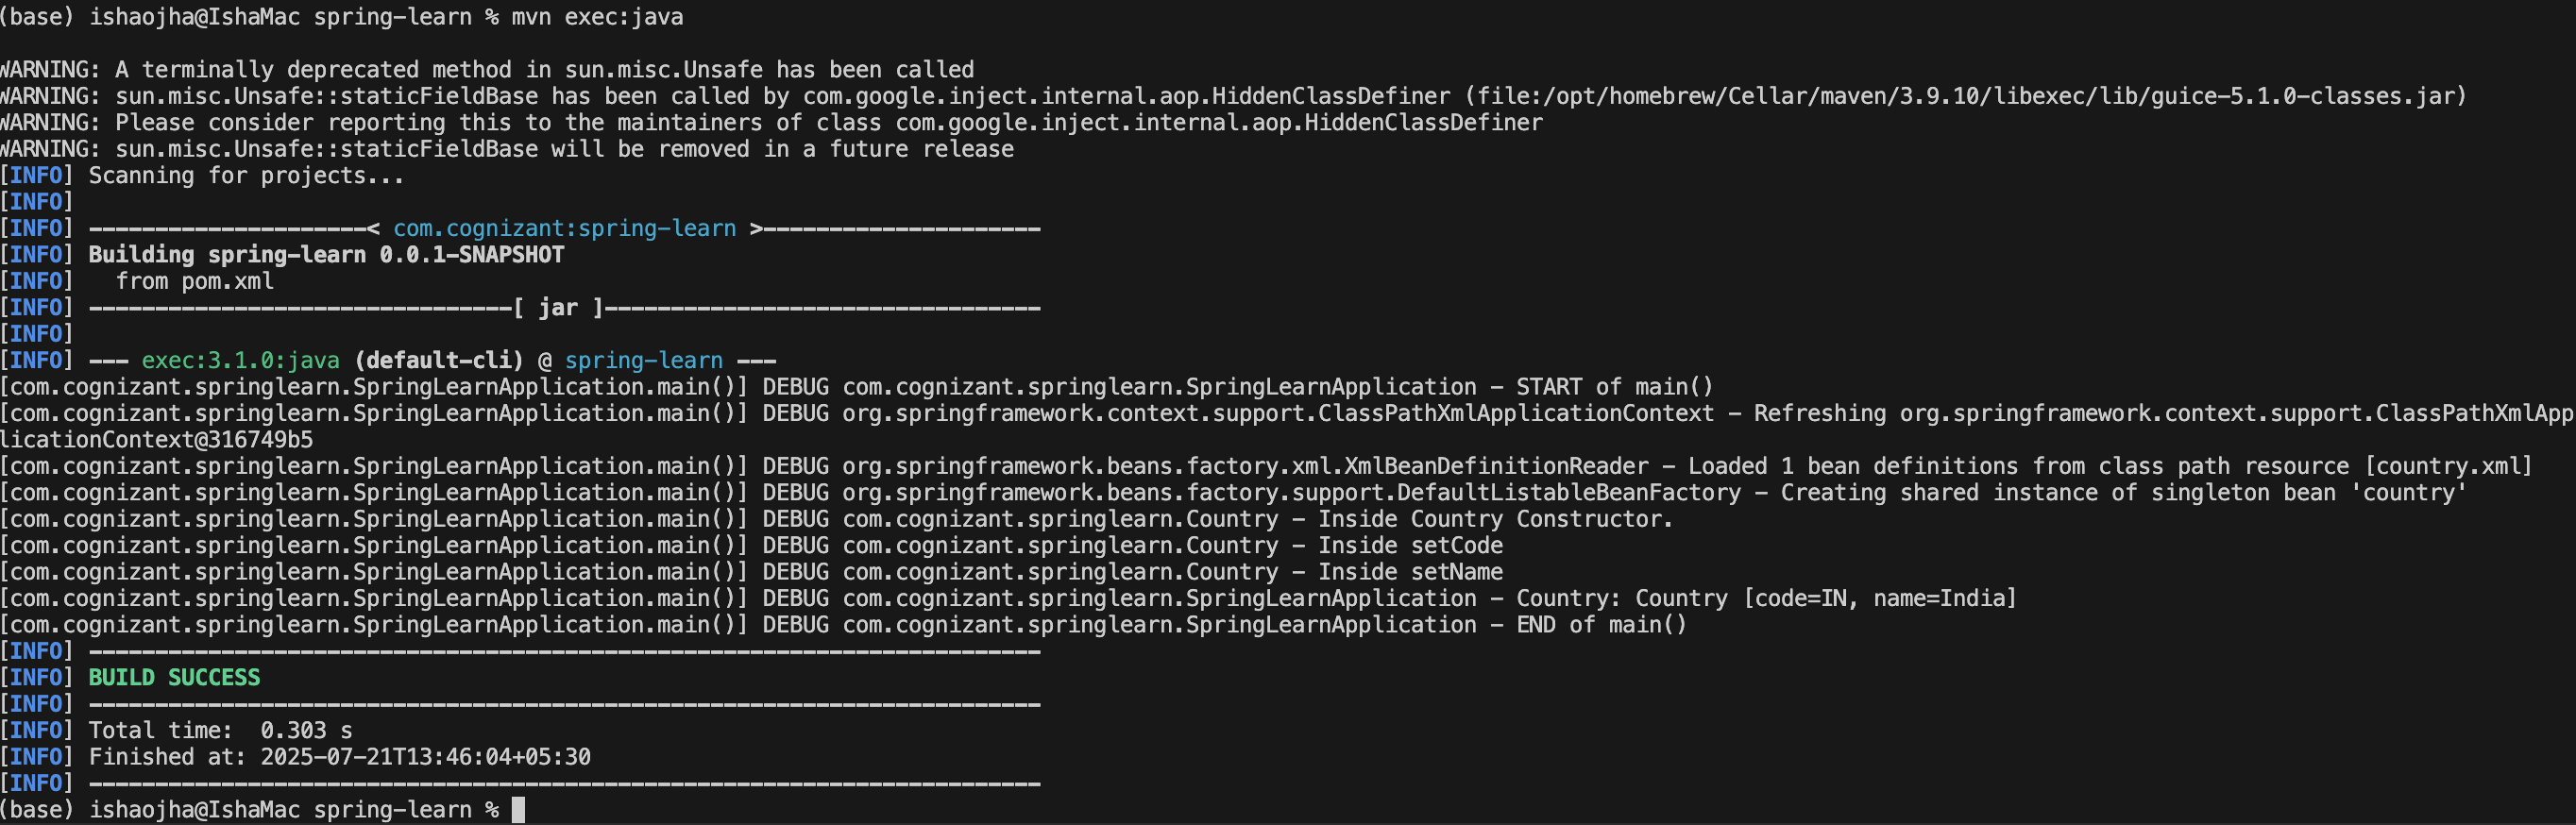 (base) ishaojha@IshaMac spring-learn % mvn exec:java
WARNING: A terminally deprecated method in sun.misc.Unsafe has been called
WARNING: sun.misc.Unsafe::staticFieldBase has been called by com.google.inject.internal.aop.HiddenClassDefiner (file:/opt/homebrew/Cellar/maven/3.9.10/libexec/lib/guice-5.1.0-classes.jar)
WARNING: Please consider reporting this to the maintainers of class com.google.inject.internal.aop.HiddenClassDefiner
WARNING: sun.misc.Unsafe::staticFieldBase will be removed in a future release
[INFO] Scanning for projects...
[INFO]
[INFO] ---------------------< com.cognizant:spring-learn >---------------------
[INFO] Building spring-learn 0.0.1-SNAPSHOT
[INFO]   from pom.xml
[INFO] --------------------------------[ jar ]---------------------------------
[INFO]
[INFO] --- exec:3.1.0:java (default-cli) @ spring-learn ---
[com.cognizant.springlearn.SpringLearnApplication.main()] DEBUG com.cognizant.springlearn.SpringLearnApplication - START of main()
[com.cognizant.springlearn.SpringLearnApplication.main()] DEBUG org.springframework.context.support.ClassPathXmlApplicationContext - Refreshing org.springframework.context.support.ClassPathXmlApp
licationContext@316749b5
[com.cognizant.springlearn.SpringLearnApplication.main()] DEBUG org.springframework.beans.factory.xml.XmlBeanDefinitionReader - Loaded 1 bean definitions from class path resource [country.xml]
[com.cognizant.springlearn.SpringLearnApplication.main()] DEBUG org.springframework.beans.factory.support.DefaultListableBeanFactory - Creating shared instance of singleton bean 'country'
[com.cognizant.springlearn.SpringLearnApplication.main()] DEBUG com.cognizant.springlearn.Country - Inside Country Constructor.
[com.cognizant.springlearn.SpringLearnApplication.main()] DEBUG com.cognizant.springlearn.Country - Inside setCode
[com.cognizant.springlearn.SpringLearnApplication.main()] DEBUG com.cognizant.springlearn.Country - Inside setName
[com.cognizant.springlearn.SpringLearnApplication.main()] DEBUG com.cognizant.springlearn.SpringLearnApplication - Country: Country [code=IN, name=India]
[com.cognizant.springlearn.SpringLearnApplication.main()] DEBUG com.cognizant.springlearn.SpringLearnApplication - END of main()
[INFO] ------------------------------------------------------------------------
[INFO] BUILD SUCCESS
[INFO] ------------------------------------------------------------------------
[INFO] Total time:  0.303 s
[INFO] Finished at: 2025-07-21T13:46:04+05:30
[INFO] ------------------------------------------------------------------------
(base) ishaojha@IshaMac spring-learn %